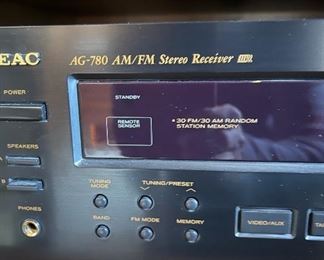 EAC
AG-780 AM/FM Stereo Receiver
POWER
STANDBY
REMOTE
SENSOR
• 30 FM/30 AM RANDOM
STATION MEMORY
SPEAKERS
A
B
TUNING
MODE
TUNING/PRESET
BAND
FM MODE
MEMORY
PHONES
VIDEO/AUX
TA